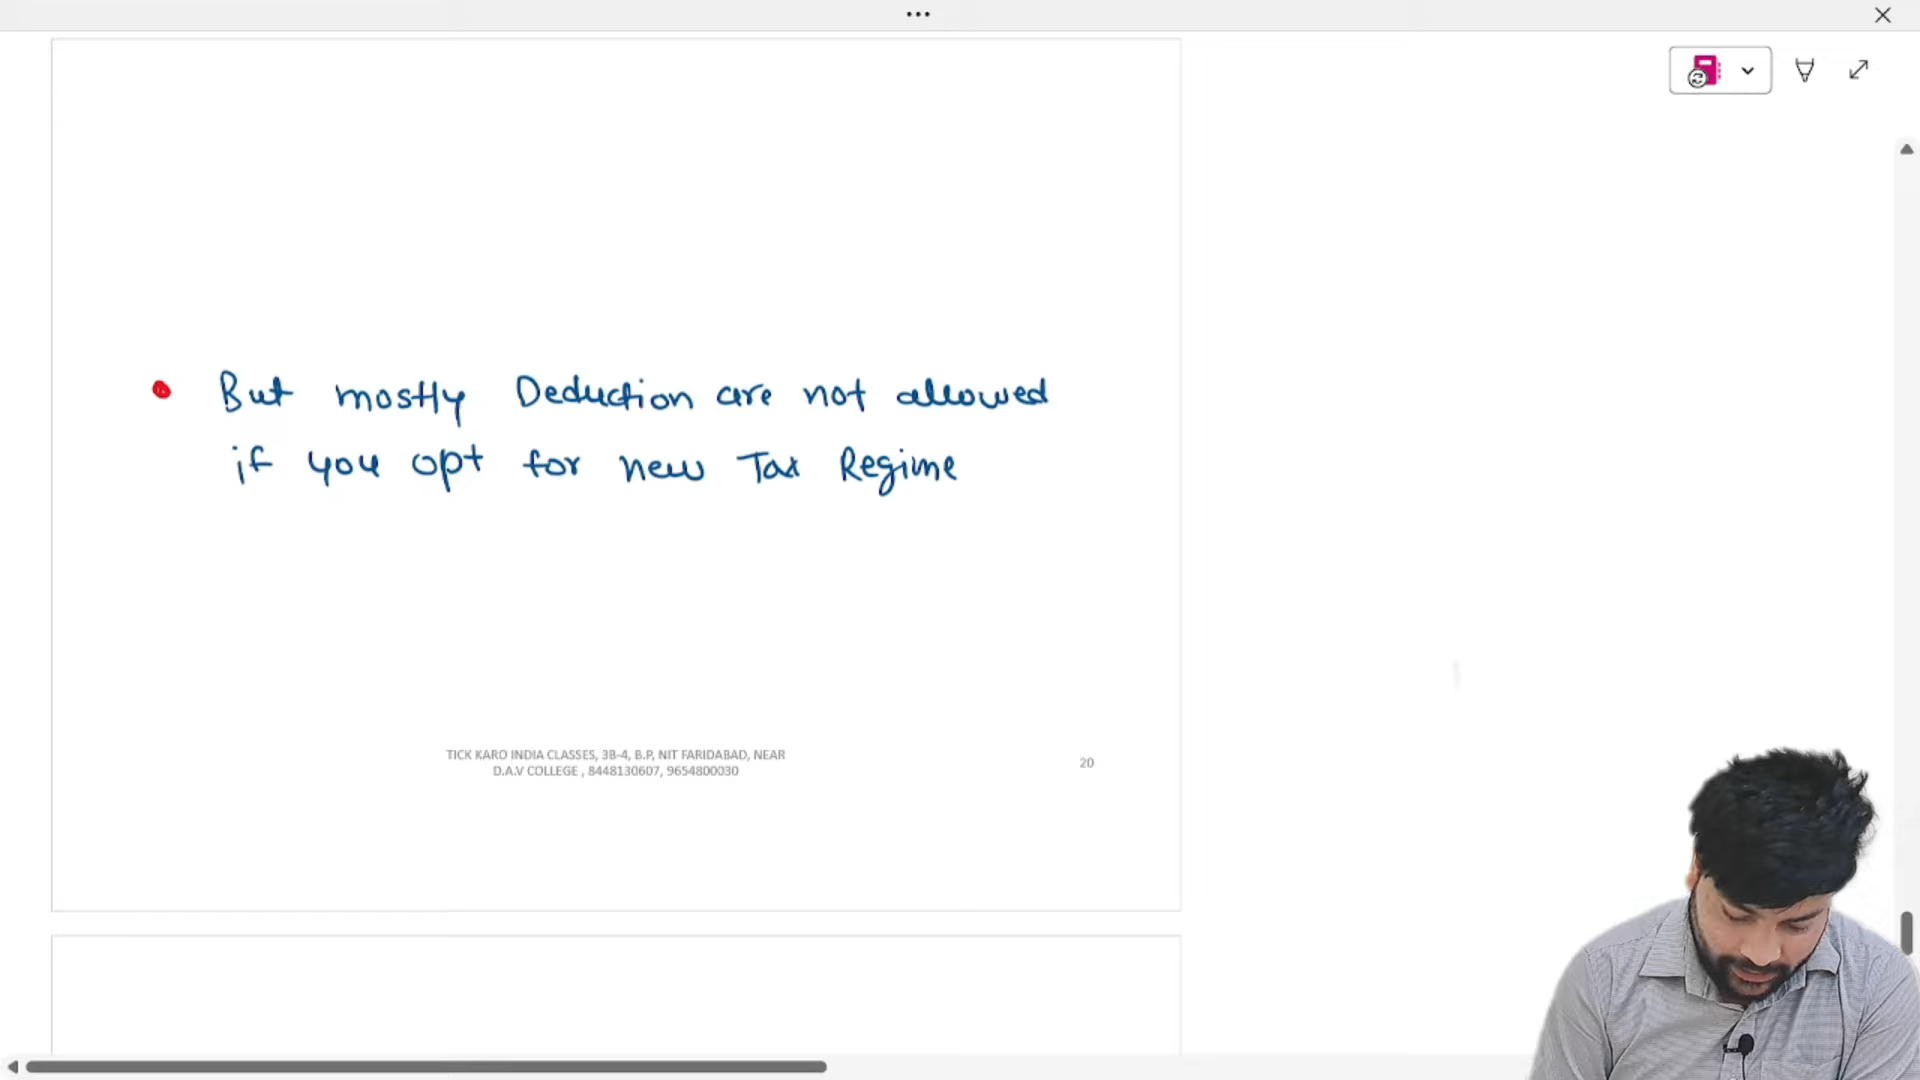 But mostly Deduction are not allowed
if you opt for new Tax Regime
TICK KARO INDIA CLASSES, 3B-4, B.P, NIT FARIDABAD, NEAR
D.A.V COLLEGE , 8448130607, 9654800030
20